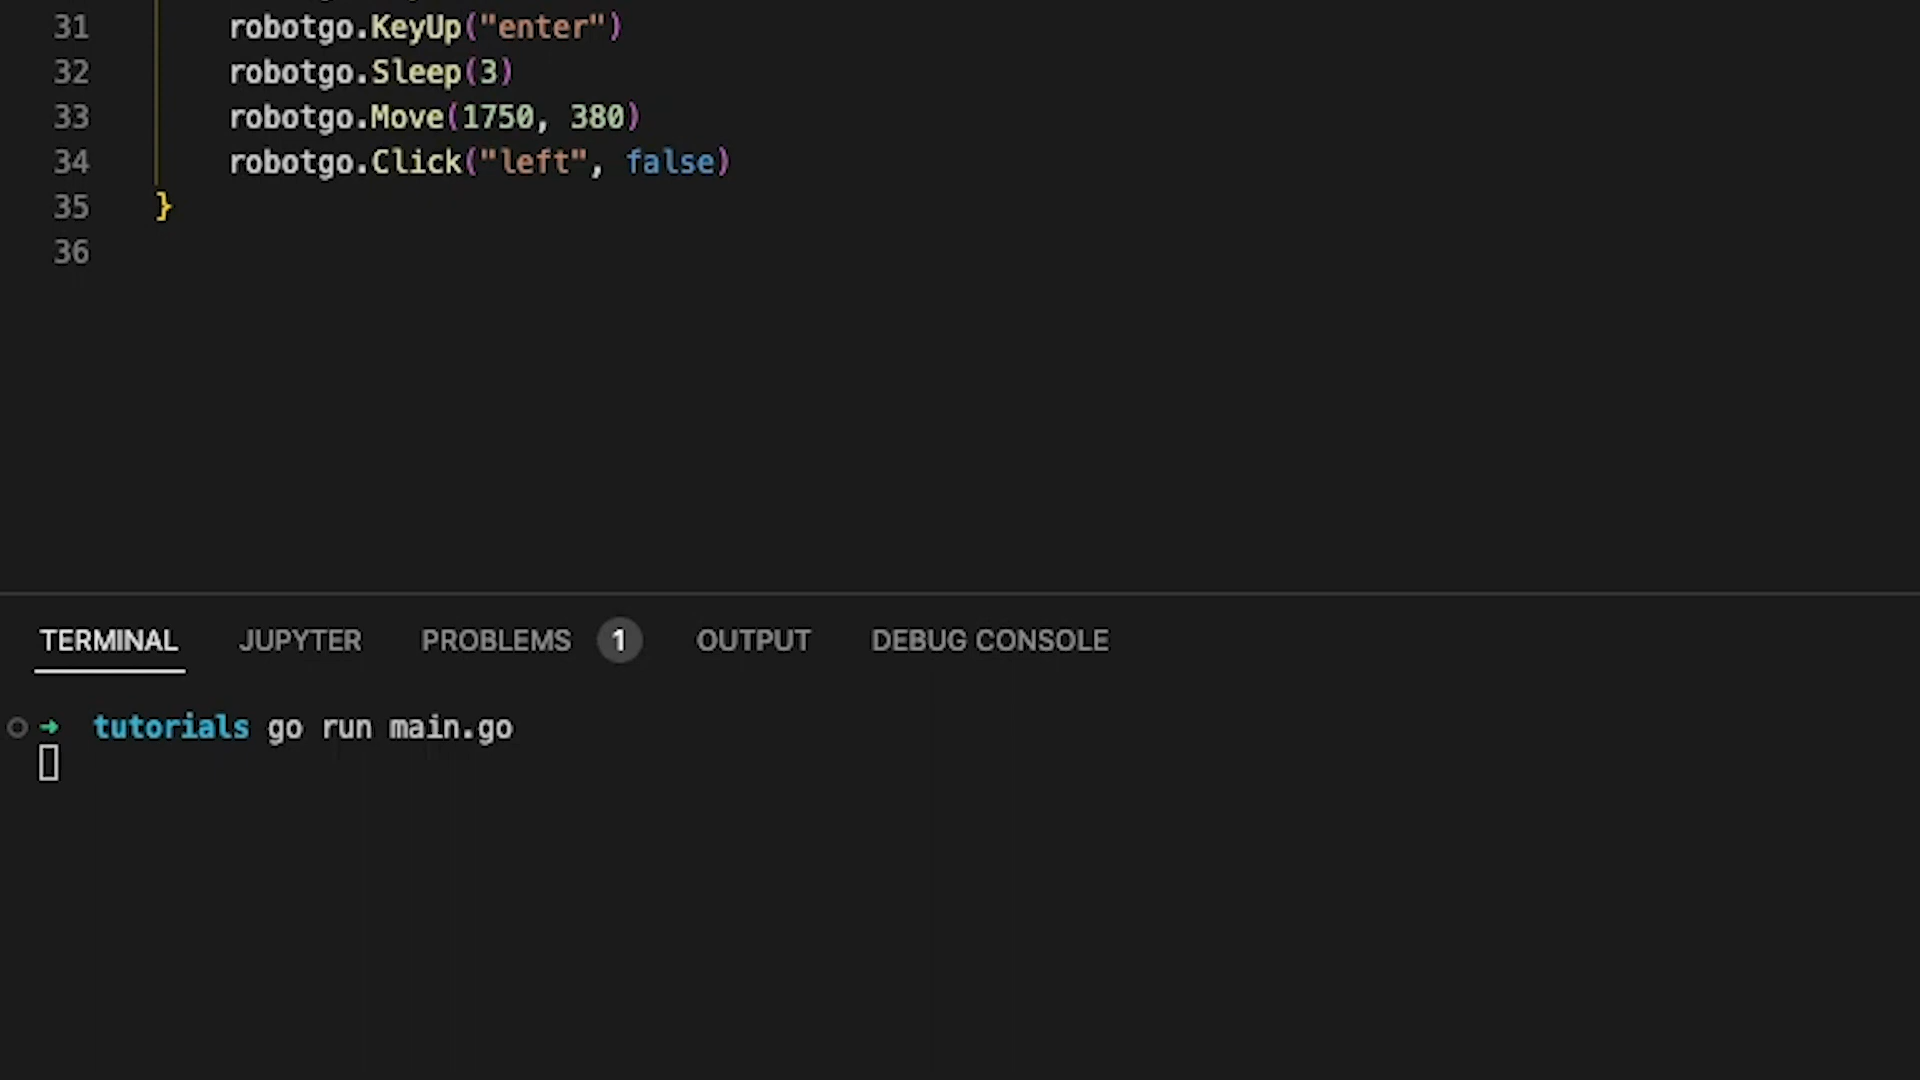 31 robotgo.KeyUp("enter")
32 robotgo.Sleep(3)
33 robotgo.Move(1750, 380)
34 robotgo.Click("left", false)
35 }
36
TERMINAL JUPYTER PROBLEMS 1 OUTPUT DEBUG CONSOLE
➜ tutorials go run main.go